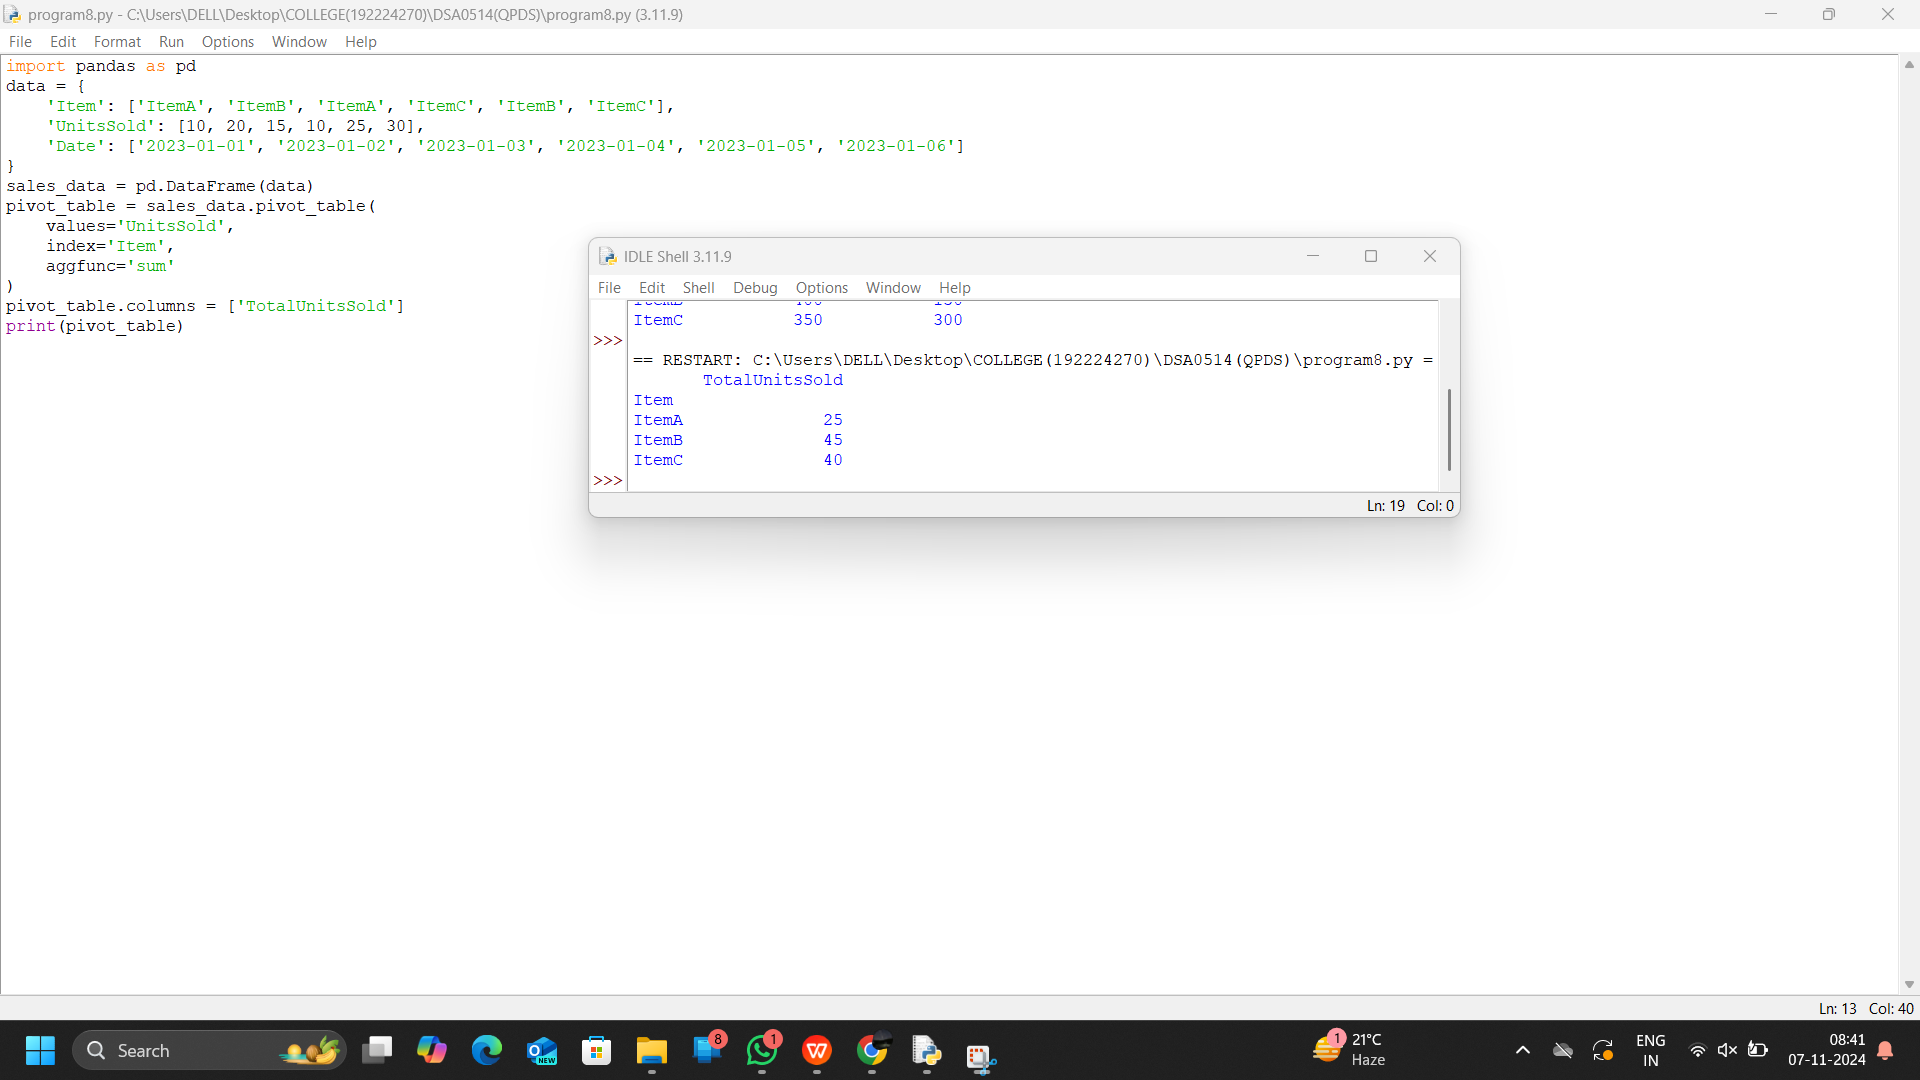 program8.py - C:\Users\DELL\Desktop\COLLEGE(192224270)\DSA0514(QPDS)\program8.py (3.11.9)
File Edit Format Run Options Window Help
import pandas as pd
data = {
    'Item': ['ItemA', 'ItemB', 'ItemA', 'ItemC', 'ItemB', 'ItemC'],
    'UnitsSold': [10, 20, 15, 10, 25, 30],
    'Date': ['2023-01-01', '2023-01-02', '2023-01-03', '2023-01-04', '2023-01-05', '2023-01-06']
}
sales_data = pd.DataFrame(data)
pivot_table = sales_data.pivot_table(
    values='UnitsSold',
    index='Item',
    aggfunc='sum'
)
pivot_table.columns = ['TotalUnitsSold']
print(pivot_table)
IDLE Shell 3.11.9
File Edit Shell Debug Options Window Help
ItemC 350 300
>>>
== RESTART: C:\Users\DELL\Desktop\COLLEGE(192224270)\DSA0514(QPDS)\program8.py =
TotalUnitsSold
Item
ItemA 25
ItemB 45
ItemC 40
>>>
Ln: 19 Col: 0
Ln: 13 Col: 40
Search
NEW
8
1
1
21°C
Haze
ENG
IN
08:41
07-11-2024